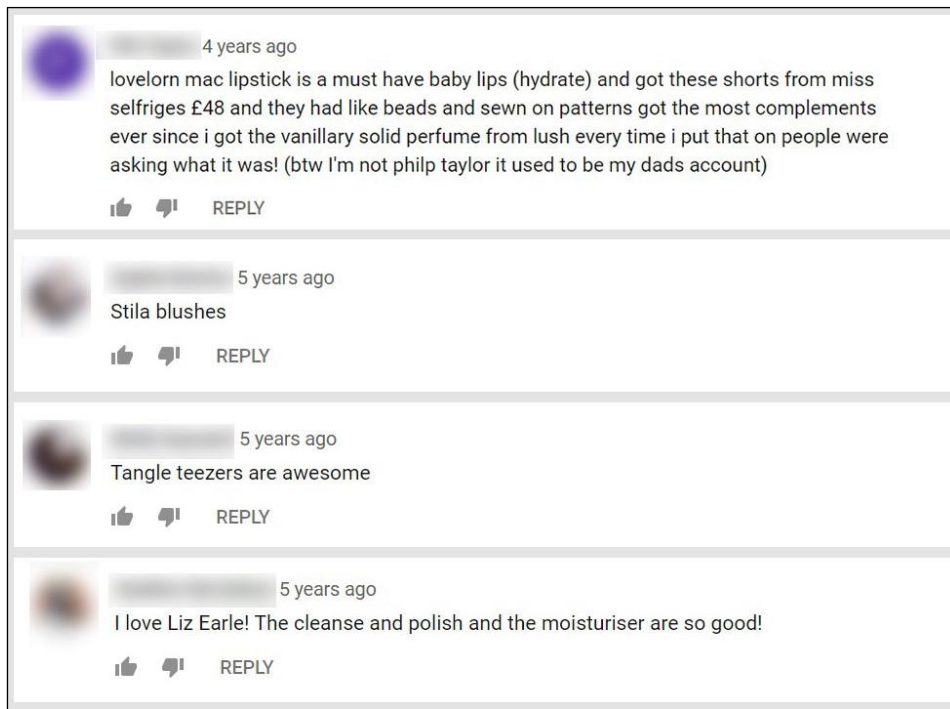 4 years ago
lovelorn mac lipstick is a must have baby lips (hydrate) and got these shorts from miss
selfriges £48 and they had like beads and sewn on patterns got the most complements
ever since i got the vanillary solid perfume from lush every time i put that on people were
asking what it was! (btw I'm not philp taylor it used to be my dads account)
REPLY
5 years ago
Stila blushes
REPLY
5 years ago
Tangle teezers are awesome
REPLY
5 years ago
I love Liz Earle! The cleanse and polish and the moisturiser are so good!
REPLY